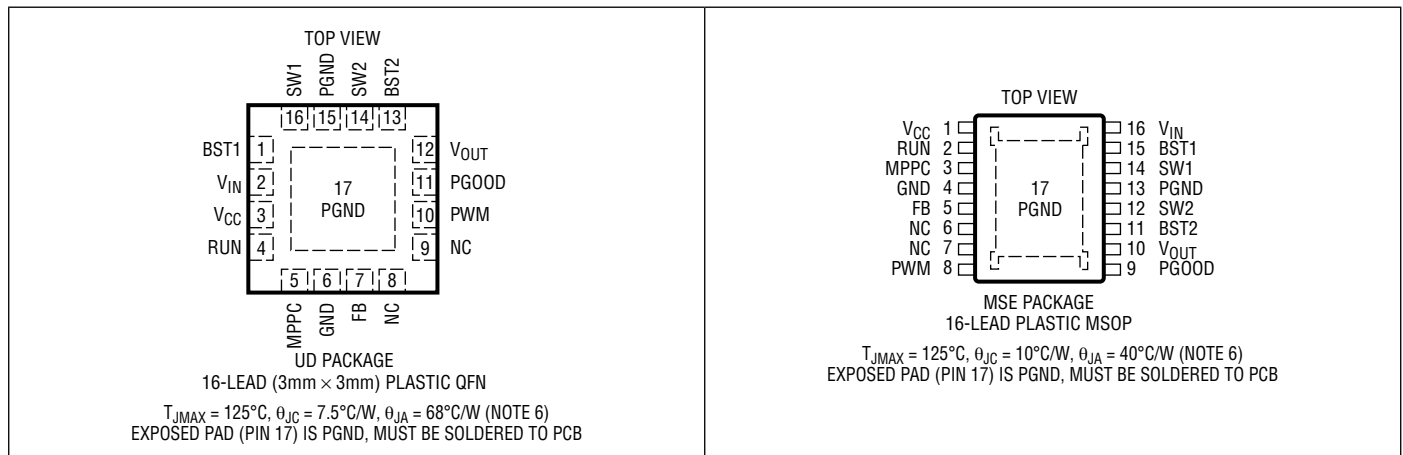 TOP VIEW
SW1 PGND SW2 BST2
16 15 14 13
BST1 1 12 VOUT
VIN 2 11 PGOOD
17
PGND
VCC 3 10 PWM
RUN 4 9 NC
5 6 7 8
MPPC GND FB NC
UD PACKAGE
16-LEAD (3mm × 3mm) PLASTIC QFN
TJMAX = 125°C, θJC = 7.5°C/W, θJA = 68°C/W (NOTE 6)
EXPOSED PAD (PIN 17) IS PGND, MUST BE SOLDERED TO PCB
TOP VIEW
VCC 1 16 VIN
RUN 2 15 BST1
MPPC 3 14 SW1
GND 4 17 13 PGND
FB 5 PGND 12 SW2
NC 6 11 BST2
NC 7 10 VOUT
PWM 8 9 PGOOD
MSE PACKAGE
16-LEAD PLASTIC MSOP
TJMAX = 125°C, θJC = 10°C/W, θJA = 40°C/W (NOTE 6)
EXPOSED PAD (PIN 17) IS PGND, MUST BE SOLDERED TO PCB